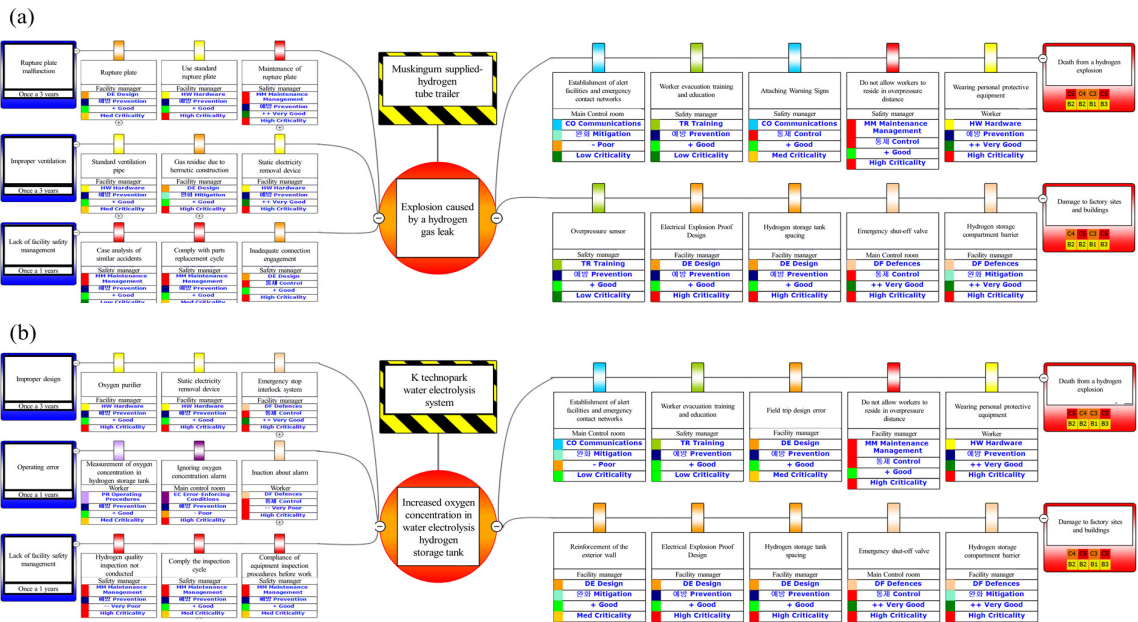 (a)
Rupture plate
malfunction
Once a 3 years
Rupture plate
Facility manager
DE Design
예방 Prevention
+ Good
Med Criticality
Use standard
rupture plate
Facility manager
HW Hardware
예방 Prevention
+ Good
High Criticality
Maintenance of
rupture plate
Safety manager
MM Maintenance
Management
예방 Prevention
++ Very Good
High Criticality
Improper ventilation
Once a 3 years
Standard ventilation
pipe
Facility manager
HW Hardware
예방 Prevention
+ Good
Med Criticality
Gas residue due to
hermetic construction
Facility manager
DE Design
완화 Mitigation
+ Good
High Criticality
Static electricity
removal device
Facility manager
HW Hardware
예방 Prevention
++ Very Good
High Criticality
Lack of facility safety
management
Once a 1 years
Case analysis of
similar accidents
Safety manager
MM Maintenance
Management
예방 Prevention
+ Good
Low Criticality
Comply with parts
replacement cycle
Safety manager
MM Maintenance
Management
예방 Prevention
+ Good
High Criticality
Inadequate connection
engagement
Safety manager
DE Design
통제 Control
+ Good
High Criticality
Muskingum supplied-
hydrogen
tube trailer
Explosion caused
by a hydrogen
gas leak
Establishment of alert
facilities and emergency
contact networks
Main Control room
CO Communications
완화 Mitigation
- Poor
Low Criticality
Worker evacuation training
and education
Safety manager
TR Training
예방 Prevention
+ Good
Low Criticality
Attaching Warning Signs
Safety manager
CO Communications
통제 Control
+ Good
Med Criticality
Do not allow workers to
reside in overpressure
distance
Safety manager
MM Maintenance
Management
통제 Control
+ Good
High Criticality
Wearing personal protective
equipment
Worker
HW Hardware
예방 Prevention
++ Very Good
High Criticality
Death from a hydrogen
explosion
C5 C4 C3 C5
B2 B2 B1 B3
Overpressure sensor
Safety manager
TR Training
예방 Prevention
+ Good
Low Criticality
Electrical Explosion Proof
Design
Facility manager
DE Design
예방 Prevention
+ Good
High Criticality
Hydrogen storage tank
spacing
Facility manager
DE Design
예방 Prevention
+ Good
High Criticality
Emergency shut-off valve
Main Control room
DF Defences
통제 Control
++ Very Good
High Criticality
Hydrogen storage
compartment barrier
Facility manager
DF Defences
완화 Mitigation
++ Very Good
High Criticality
Damage to factory sites
and buildings
C4 C5 C3 C5
B2 B2 B1 B3
(b)
Improper design
Once a 3 years
Oxygen purifier
Facility manager
HW Hardware
예방 Prevention
+ Good
High Criticality
Static electricity
removal device
Facility manager
HW Hardware
예방 Prevention
+ Good
High Criticality
Emergency stop
interlock system
Facility manager
DF Defences
통제 Control
++ Very Good
High Criticality
Operating error
Once a 1 years
Measurement of oxygen
concentration in
hydrogen storage tank
Worker
PR Operating
Procedures
예방 Prevention
+ Good
Med Criticality
Ignoring oxygen
concentration alarm
Main control room
EC Error-Enforcing
Conditions
예방 Prevention
- Poor
High Criticality
Inaction about alarm
Worker
DF Defences
통제 Control
-- Very Poor
High Criticality
Lack of facility safety
management
Once a 1 years
Hydrogen quality
inspection not
conducted
Safety manager
MM Maintenance
Management
예방 Prevention
-- Very Poor
High Criticality
Comply the inspection
cycle
Safety manager
MM Maintenance
Management
예방 Prevention
+ Good
Med Criticality
Compliance of
equipment inspection
procedures before work
Safety manager
MM Maintenance
Management
예방 Prevention
+ Good
Med Criticality
K technopark
water electrolysis
system
Increased oxygen
concentration in
water electrolysis
hydrogen
storage tank
Establishment of alert
facilities and emergency
contact networks
Main Control room
CO Communications
완화 Mitigation
- Poor
Low Criticality
Worker evacuation training
and education
Safety manager
TR Training
예방 Prevention
+ Good
Low Criticality
Field trip design error
Facility manager
DE Design
예방 Prevention
+ Good
Med Criticality
Do not allow workers to
reside in overpressure
distance
Facility manager
MM Maintenance
Management
통제 Control
+ Good
High Criticality
Wearing personal protective
equipment
Worker
HW Hardware
예방 Prevention
++ Very Good
High Criticality
Death from a hydrogen
explosion
C5 C4 C3 C5
B2 B2 B1 B3
Reinforcement of the
exterior wall
Facility manager
DE Design
완화 Mitigation
+ Good
Med Criticality
Electrical Explosion Proof
Design
Facility manager
DE Design
예방 Prevention
+ Good
High Criticality
Hydrogen storage tank
spacing
Facility manager
DE Design
예방 Prevention
+ Good
High Criticality
Emergency shut-off valve
Main Control room
DF Defences
통제 Control
++ Very Good
High Criticality
Hydrogen storage
compartment barrier
Facility manager
DF Defences
완화 Mitigation
++ Very Good
High Criticality
Damage to factory sites
and buildings
C4 C5 C3 C5
B2 B2 B1 B3